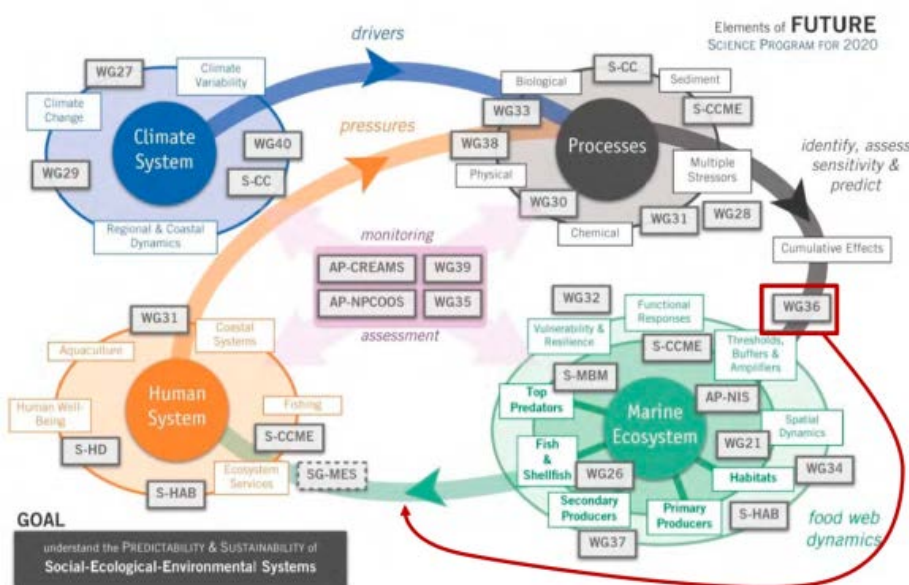 Elements of FUTURE
SCIENCE PROGRAM FOR 2020
drivers
pressures
WG27
Climate
Variability
Climate
Change
Climate
System
WG29
WG40
S-CC
Regional & Coastal
Dynamics
S-CC
Biological
Sediment
WG33
S-CCME
WG38
Processes
Physical
Multiple
Stressors
WG30
WG31
WG28
Chemical
identify, assess
sensitivity
& predict
Cumulative Effects
WG36
monitoring
AP-CREAMS
WG39
AP-NPCOOS
WG35
assessment
WG31
Coastal
Systems
Aquaculture
Human
System
Human Well-
Being
Fishing
S-HD
S-CCME
Ecosystem
Services
S-HAB
SG-MES
WG32
Functional
Responses
Vulnerability &
Resilience
S-CCME
Thresholds,
Buffers &
Amplifiers
S-MBM
Top
Predators
AP-NIS
Marine
Ecosystem
Spatial
Dynamics
WG21
Fish
&
Shellfish
WG26
Habitats
WG34
Secondary
Producers
Primary
Producers
S-HAB
WG37
food web
dynamics
GOAL
understand the PREDICTABILITY & SUSTAINABILITY of
Social-Ecological-Environmental Systems